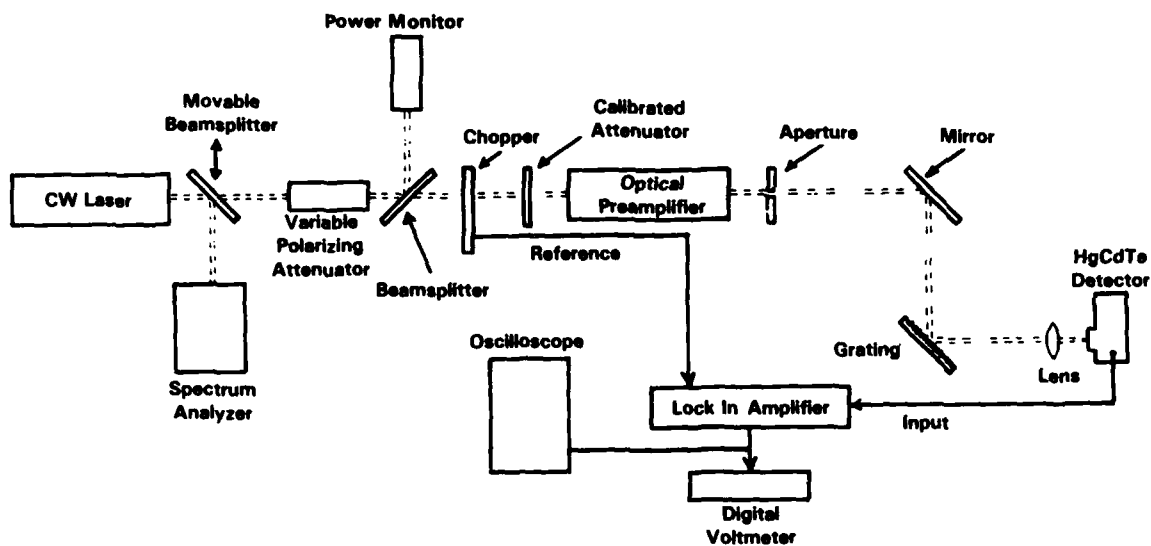 Power Monitor
Movable
Beamsplitter
Chopper
Calibrated
Attenuator
Aperture
Mirror
CW Laser
Optical
Preamplifier
Variable
Polarizing
Attenuator
Reference
Beamsplitter
HgCdTe
Detector
Oscilloscope
Grating
Lens
Spectrum
Analyzer
Lock In Amplifier
Input
Digital
Voltmeter